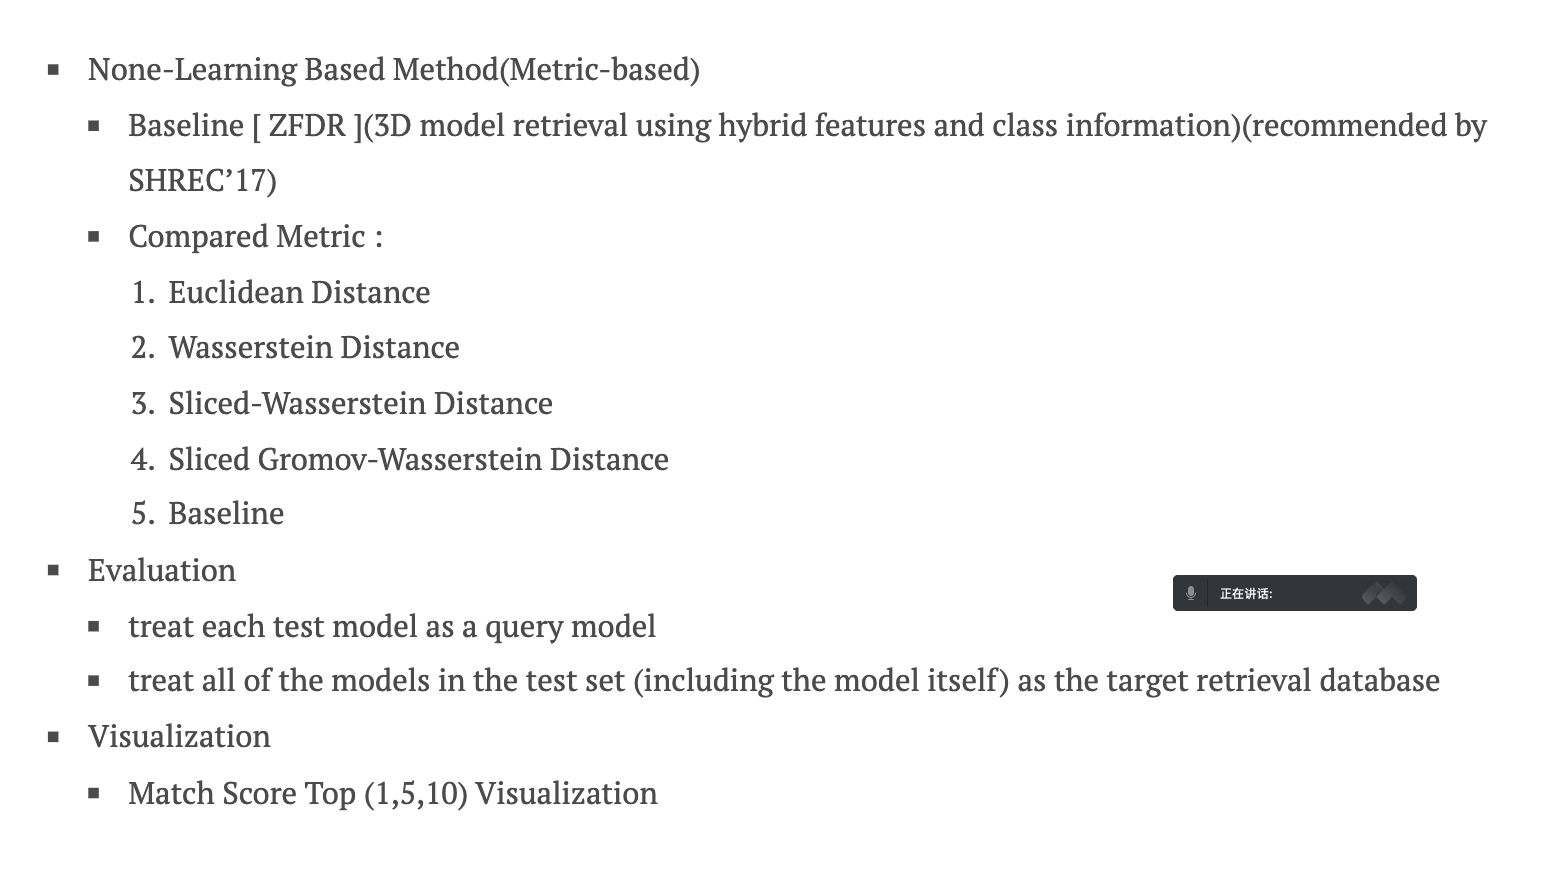 ▪ None-Learning Based Method(Metric-based)
▪ Baseline [ ZFDR ](3D model retrieval using hybrid features and class information)(recommended by
SHREC’17)
▪ Compared Metric :
1. Euclidean Distance
2. Wasserstein Distance
3. Sliced-Wasserstein Distance
4. Sliced Gromov-Wasserstein Distance
5. Baseline
▪ Evaluation
正在讲话:
▪ treat each test model as a query model
▪ treat all of the models in the test set (including the model itself) as the target retrieval database
▪ Visualization
▪ Match Score Top (1,5,10) Visualization